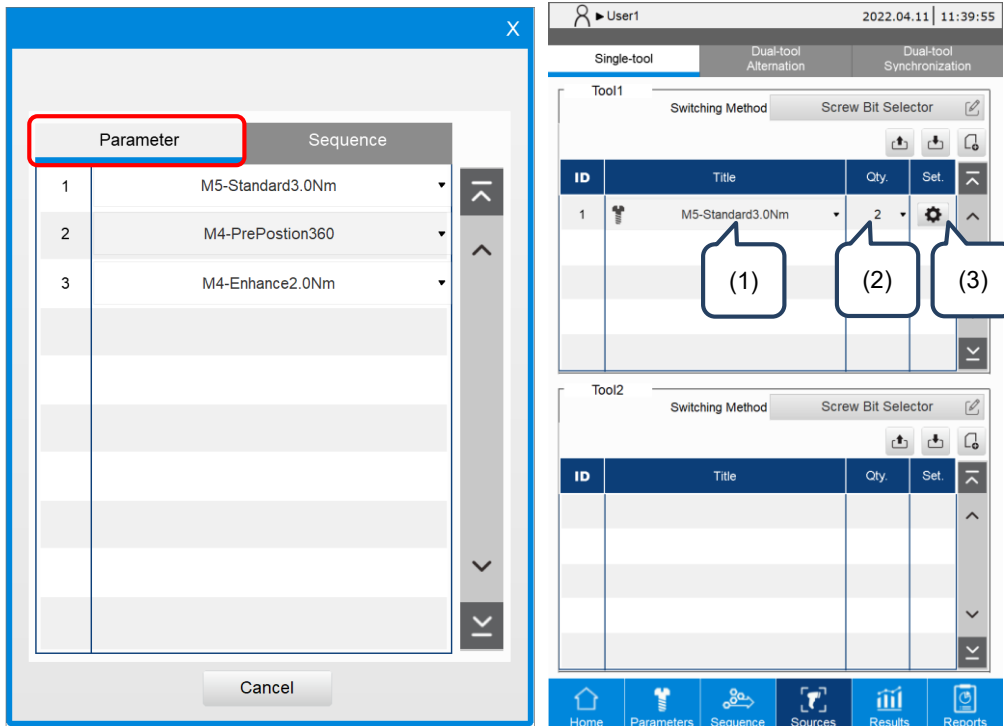 X
Parameter Sequence
1 M5-Standard3.0Nm
2 M4-PrePostion360
3 M4-Enhance2.0Nm
Cancel
User1 2022.04.11 11:39:55
Single-tool
Dual-tool
Alternation
Dual-tool
Synchronization
Tool1
Switching Method Screw Bit Selector
ID Title Qty. Set.
1 M5-Standard3.0Nm 2
(1) (2) (3)
Tool2
Switching Method Screw Bit Selector
ID Title Qty. Set.
Home Parameters Sequence Sources Results Reports